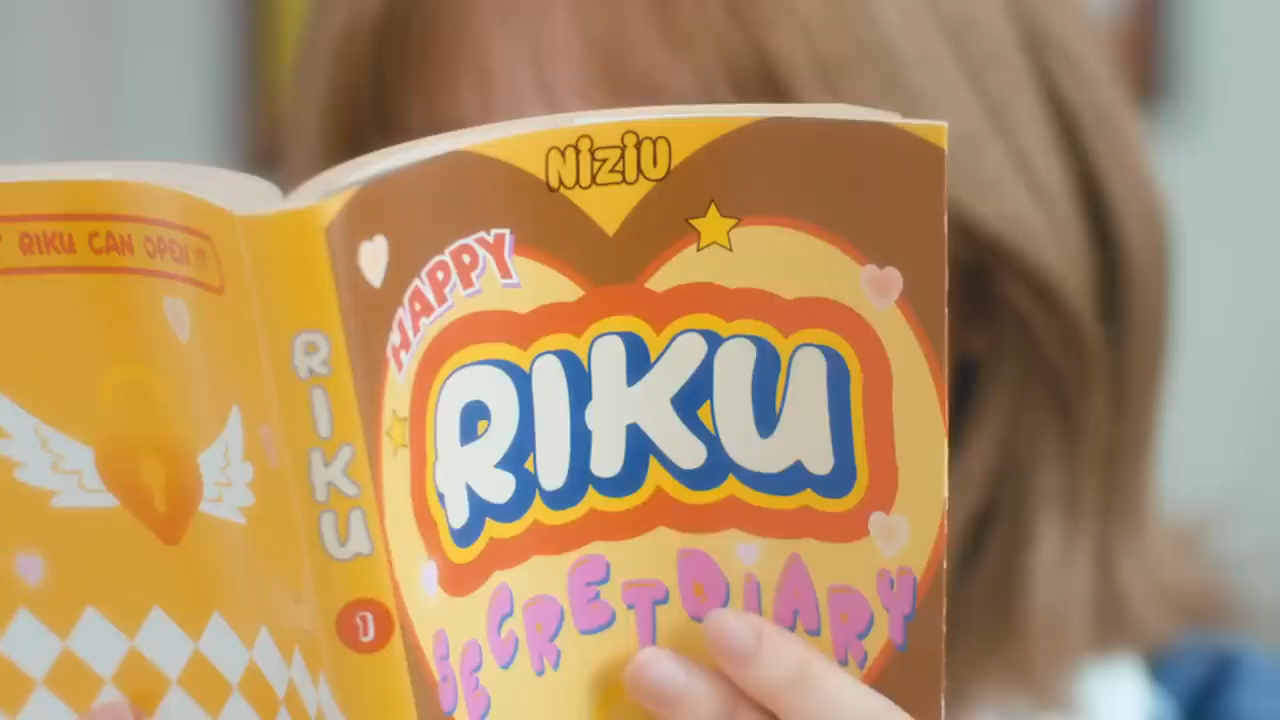 RIKU CAN OPEN IT
RIKU
1
NiZiU
HAPPY
RIKU
SECRET DiARY